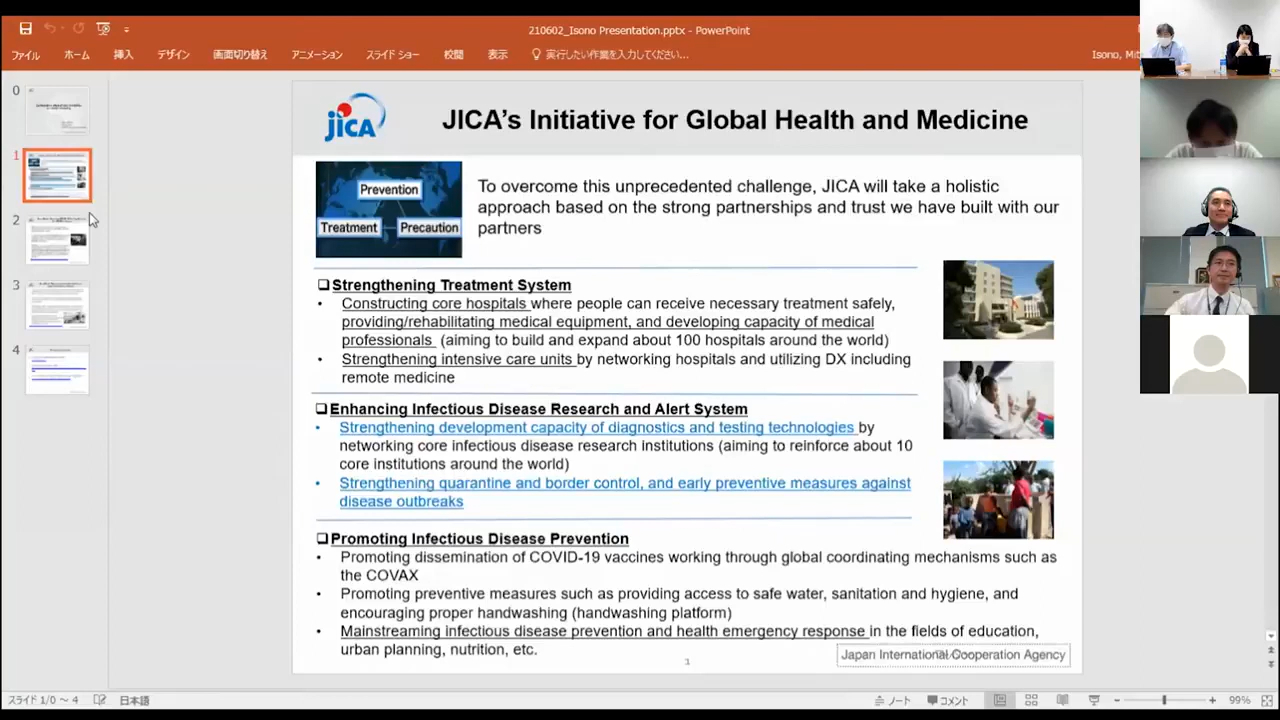 210602_Isono Presentation.pptx - PowerPoint
ファイル ホーム 挿入 デザイン 画面切り替え アニメーション スライド ショー 校閲 表示 実行したい作業を入力してください...
Isono, Mit
0
1
2
3
4
JICA
JICA's Initiative for Global Health and Medicine
Prevention
Treatment Precaution
To overcome this unprecedented challenge, JICA will take a holistic
approach based on the strong partnerships and trust we have built with our
partners
❑Strengthening Treatment System
• Constructing core hospitals where people can receive necessary treatment safely,
providing/rehabilitating medical equipment, and developing capacity of medical
professionals (aiming to build and expand about 100 hospitals around the world)
• Strengthening intensive care units by networking hospitals and utilizing DX including
remote medicine
❑Enhancing Infectious Disease Research and Alert System
• Strengthening development capacity of diagnostics and testing technologies by
networking core infectious disease research institutions (aiming to reinforce about 10
core institutions around the world)
• Strengthening quarantine and border control, and early preventive measures against
disease outbreaks
❑Promoting Infectious Disease Prevention
• Promoting dissemination of COVID-19 vaccines working through global coordinating mechanisms such as
the COVAX
• Promoting preventive measures such as providing access to safe water, sanitation and hygiene, and
encouraging proper handwashing (handwashing platform)
• Mainstreaming infectious disease prevention and health emergency response in the fields of education,
urban planning, nutrition, etc.
Japan International Cooperation Agency
1
スライド 1/0 ～ 4 日本語 ノート コメント 99%